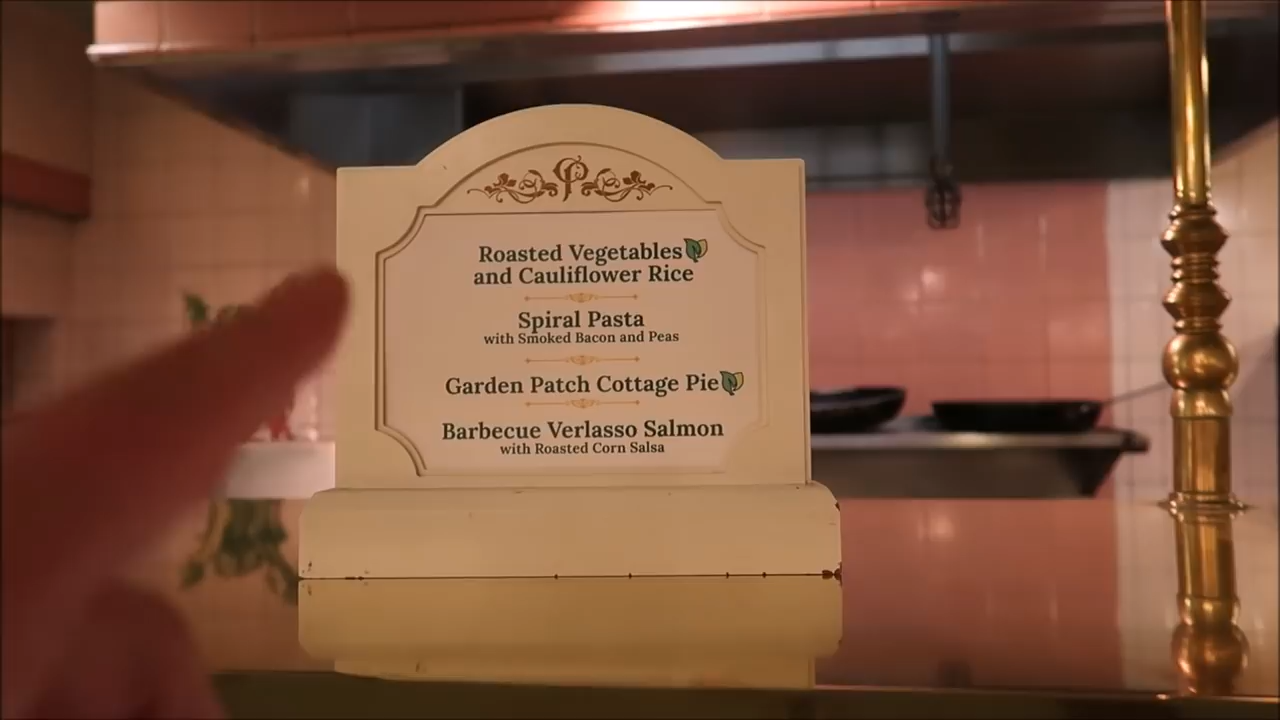 Roasted Vegetables
and Cauliflower Rice
Spiral Pasta
with Smoked Bacon and Peas
Garden Patch Cottage Pie
Barbecue Verlasso Salmon
with Roasted Corn Salsa